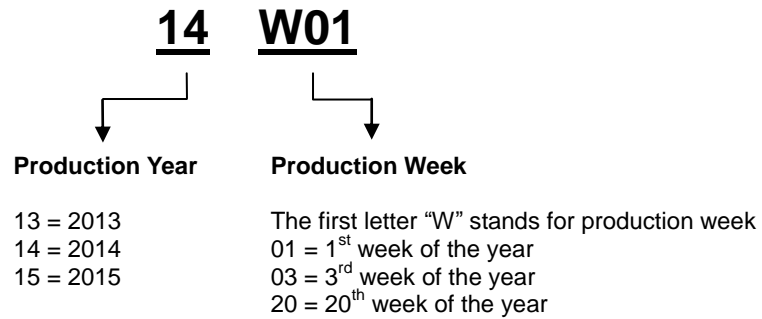 14 W01
Production Year Production Week
13 = 2013 The first letter “W” stands for production week
14 = 2014 01 = 1st week of the year
15 = 2015 03 = 3rd week of the year
20 = 20th week of the year